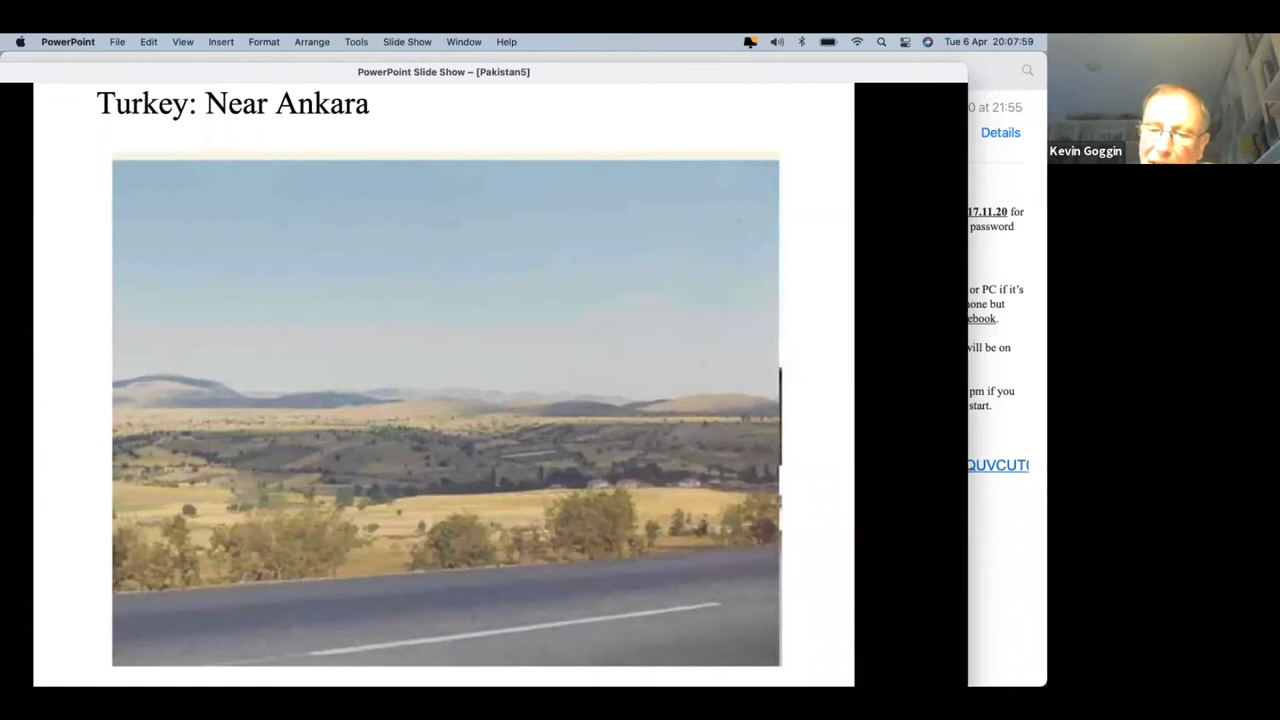 PowerPoint File Edit View Insert Format Arrange Tools Slide Show Window Help Tue 6 Apr 20:07:59
PowerPoint Slide Show – [Pakistan5]
Turkey: Near Ankara
0 at 21:55
Details
Kevin Goggin
17.11.20 for
password
or PC if it's
one but
ebook.
will be on
pm if you
start.
QUVCUT